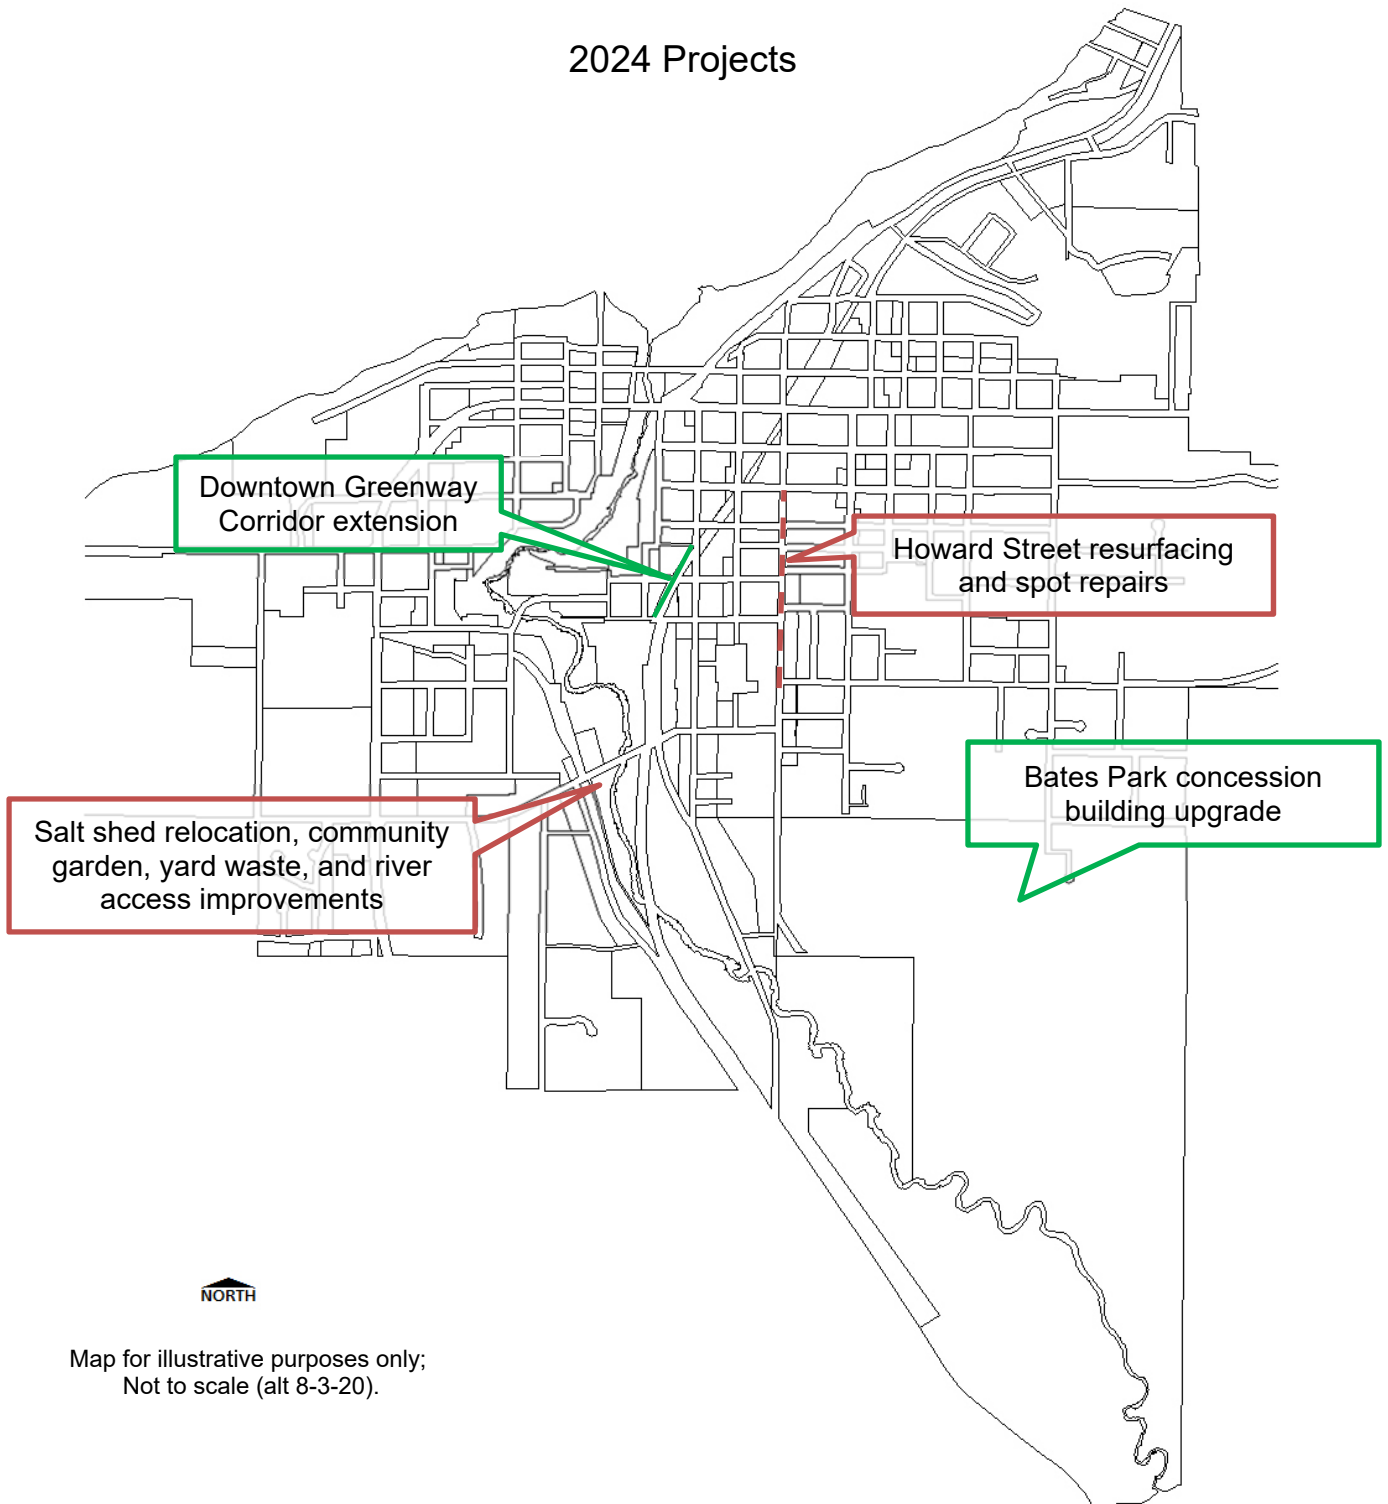 2024 Projects
Downtown Greenway
Corridor extension
Howard Street resurfacing
and spot repairs
Bates Park concession
building upgrade
Salt shed relocation, community
garden, yard waste, and river
access improvements
NORTH
Map for illustrative purposes only;
Not to scale (alt 8-3-20).